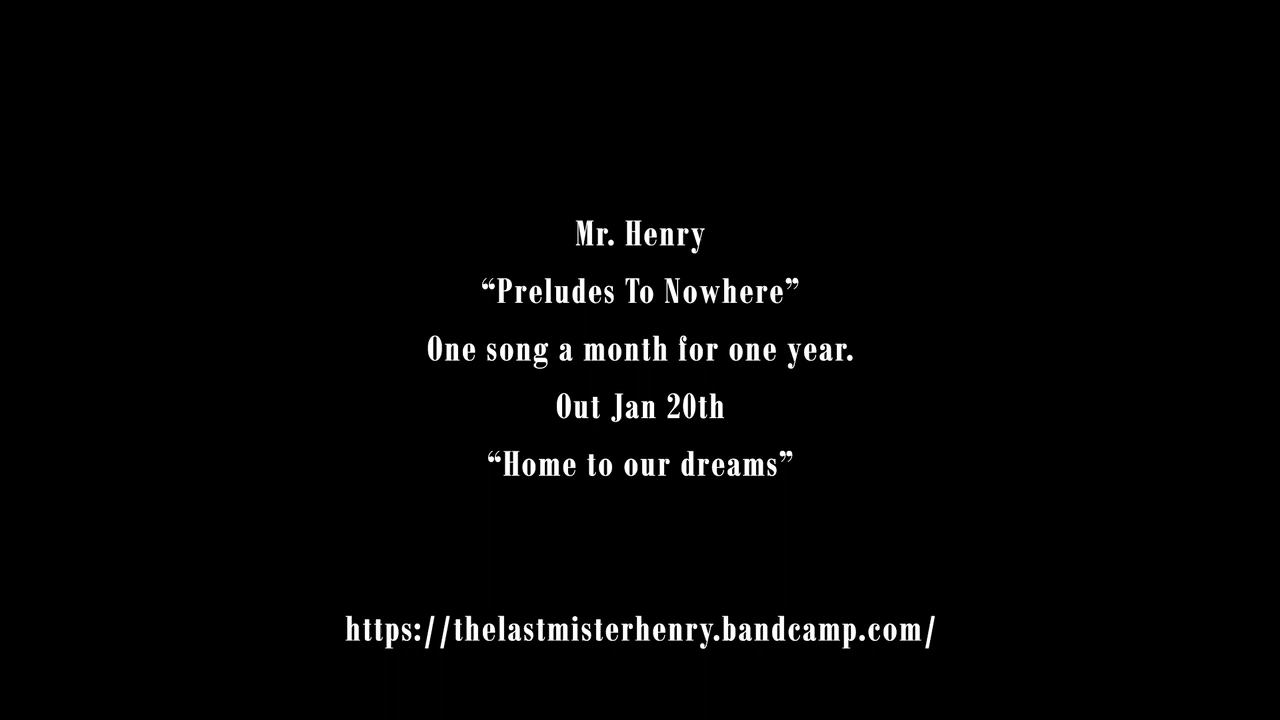 Mr. Henry
“Preludes To Nowhere”
One song a month for one year.
Out Jan 20th
“Home to our dreams”
https://thelastmisterhenry.bandcamp.com/